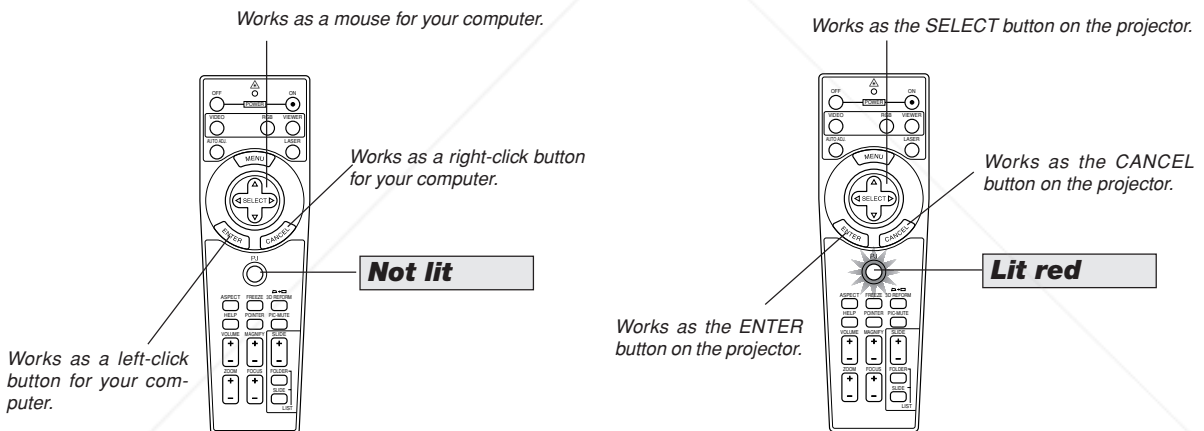 Works as a mouse for your computer.
OFF
ON
POWER
VIDEO
RGB
VIEWER
AUTO ADJ.
LASER
MENU
SELECT
ENTER
CANCEL
PJ
ASPECT
FREEZE
3D REFORM
HELP
POINTER
PIC-MUTE
VOLUME
MAGNIFY
SLIDE
+
+
+
-
-
-
ZOOM
FOCUS
FOLDER
+
+
SLIDE
-
-
LIST
Works as a right-click button
for your computer.
Not lit
Works as a left-click
button for your com-
puter.
Works as the SELECT button on the projector.
OFF
ON
POWER
VIDEO
RGB
VIEWER
AUTO ADJ.
LASER
MENU
SELECT
ENTER
CANCEL
PJ
ASPECT
FREEZE
3D REFORM
HELP
POINTER
PIC-MUTE
VOLUME
MAGNIFY
SLIDE
+
+
+
-
-
-
ZOOM
FOCUS
FOLDER
+
+
SLIDE
-
-
LIST
Works as the CANCEL
button on the projector.
Lit red
Works as the ENTER
button on the projector.